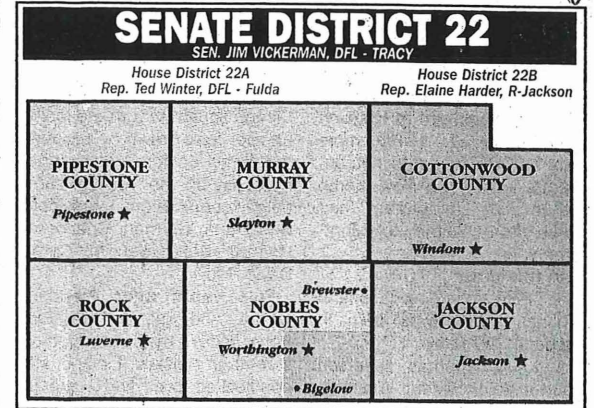 SENATE DISTRICT 22
SEN. JIM VICKERMAN, DFL - TRACY
House District 22A
Rep. Ted Winter, DFL - Fulda
House District 22B
Rep. Elaine Harder, R-Jackson
PIPESTONE
COUNTY
Pipestone ★
MURRAY
COUNTY
Slayton ★
COTTONWOOD
COUNTY
Windom ★
ROCK
COUNTY
Luverne ★
Brewster •
NOBLES
COUNTY
Worthington ★
• Bigelow
JACKSON
COUNTY
Jackson ★